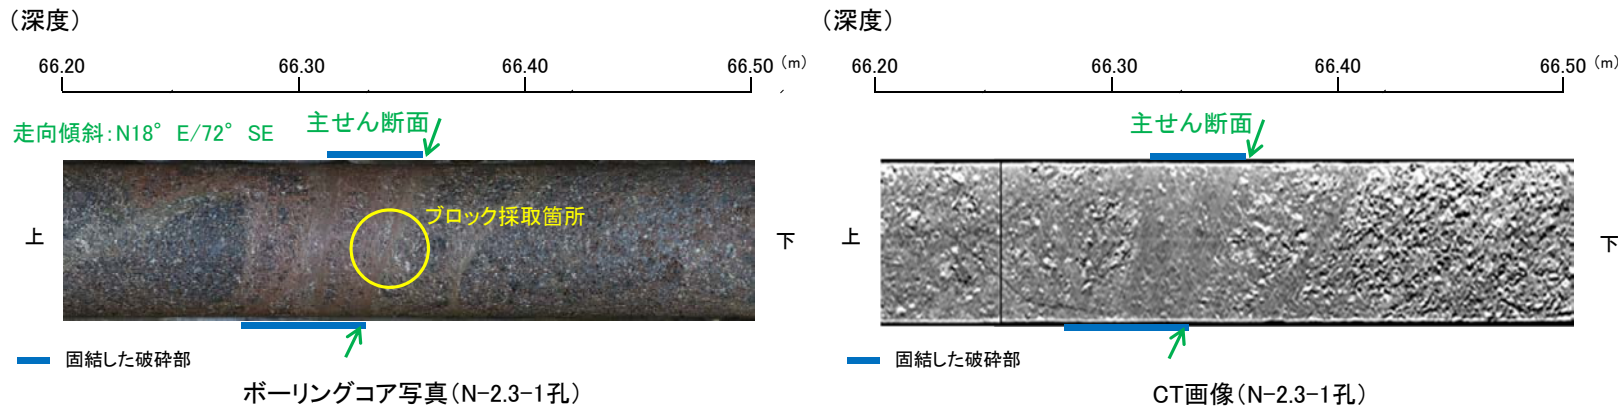 （深度）
66.20 66.30 66.40 66.50 （m）
走向傾斜：N18° E/72° SE
主せん断面
ブロック採取箇所
上
下
固結した破砕部
ボーリングコア写真（N-2.3-1孔）
（深度）
66.20 66.30 66.40 66.50 （m）
主せん断面
上
下
固結した破砕部
CT画像（N-2.3-1孔）